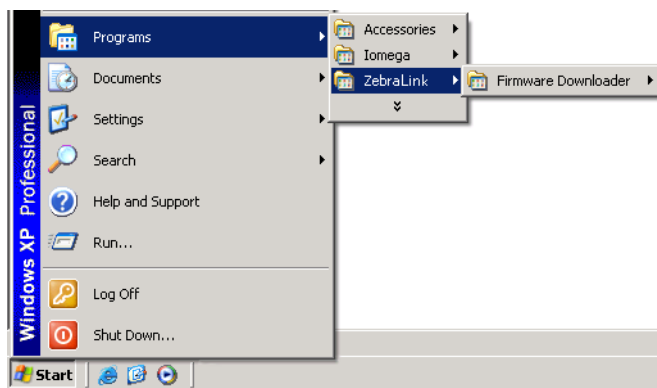 Programs
Accessories
Iomega
ZebraLink
Firmware Downloader
Documents
Settings
Search
Help and Support
Run...
Log Off
Shut Down...
Windows XP Professional
Start